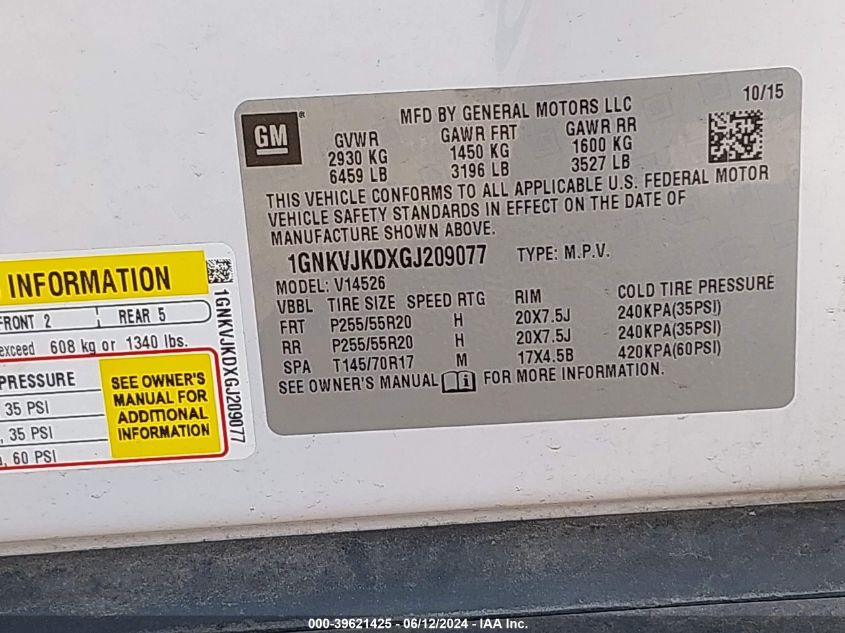 GM
®
MFD BY GENERAL MOTORS LLC
10/15
GVWR GAWR FRT GAWR RR
2930 KG 1450 KG 1600 KG
6459 LB 3196 LB 3527 LB
THIS VEHICLE CONFORMS TO ALL APPLICABLE U.S. FEDERAL MOTOR
VEHICLE SAFETY STANDARDS IN EFFECT ON THE DATE OF
MANUFACTURE SHOWN ABOVE.
1GNKVJKDXGJ209077 TYPE: M.P.V.
MODEL: V14526
VBBL TIRE SIZE SPEED RTG RIM COLD TIRE PRESSURE
FRT P255/55R20 H 20X7.5J 240KPA(35PSI)
RR P255/55R20 H 20X7.5J 240KPA(35PSI)
SPA T145/70R17 M 17X4.5B 420KPA(60PSI)
SEE OWNER'S MANUAL FOR MORE INFORMATION.
INFORMATION
FRONT 2 REAR 5
exceed 608 kg or 1340 lbs.
PRESSURE
, 35 PSI
, 35 PSI
, 60 PSI
SEE OWNER'S
MANUAL FOR
ADDITIONAL
INFORMATION
1GNKVJKDXGJ209077
000-39621425 - 06/12/2024 - IAA Inc.